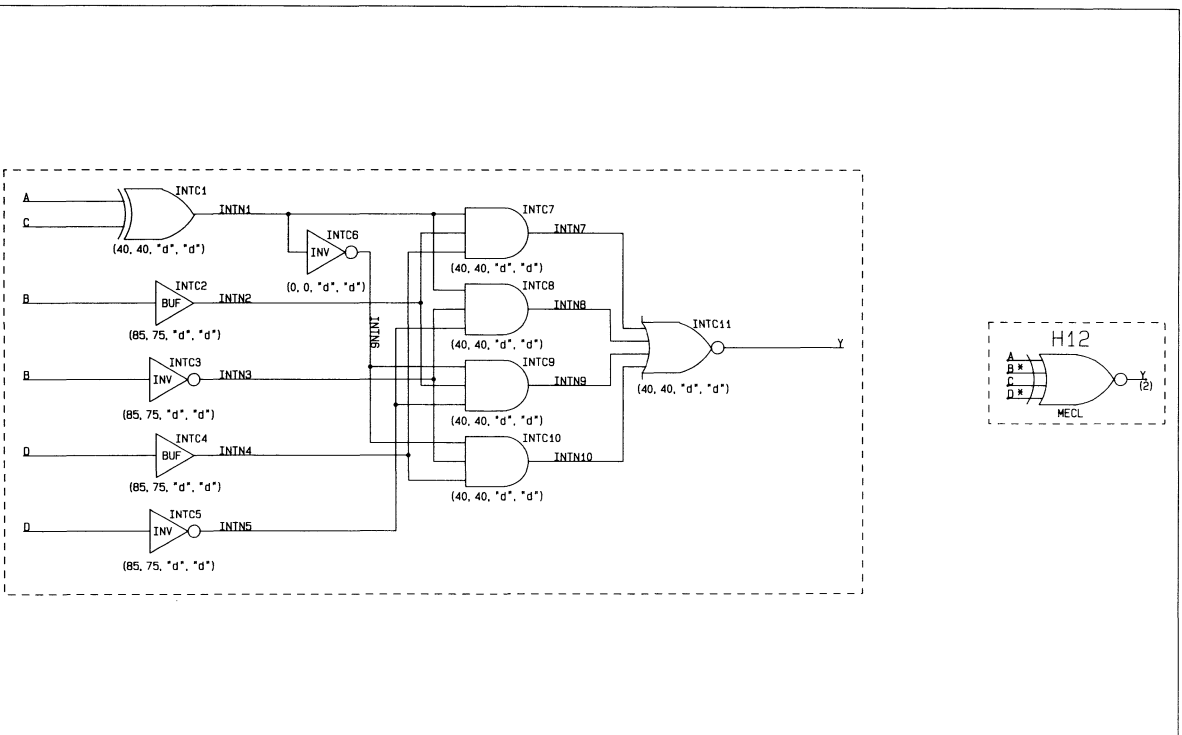 A
C
INTC1
INTN1
(40, 40, "d", "d")
INTC6
INV
(0, 0, "d", "d")
INTN6
B
INTC2
BUF
INTN2
(85, 75, "d", "d")
B
INTC3
INV
INTN3
(85, 75, "d", "d")
D
INTC4
BUF
INTN4
(85, 75, "d", "d")
D
INTC5
INV
INTN5
(85, 75, "d", "d")
INTC7
INTN7
(40, 40, "d", "d")
INTC8
INTN8
(40, 40, "d", "d")
INTC9
INTN9
(40, 40, "d", "d")
INTC10
INTN10
(40, 40, "d", "d")
INTC11
(40, 40, "d", "d")
Y
H12
A
B *
C
D *
Y
(2)
MECL